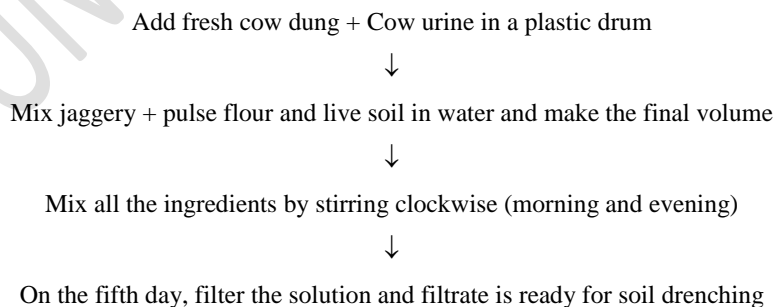 Add fresh cow dung + Cow urine in a plastic drum
↓
Mix jaggery + pulse flour and live soil in water and make the final volume
↓
Mix all the ingredients by stirring clockwise (morning and evening)
↓
On the fifth day, filter the solution and filtrate is ready for soil drenching